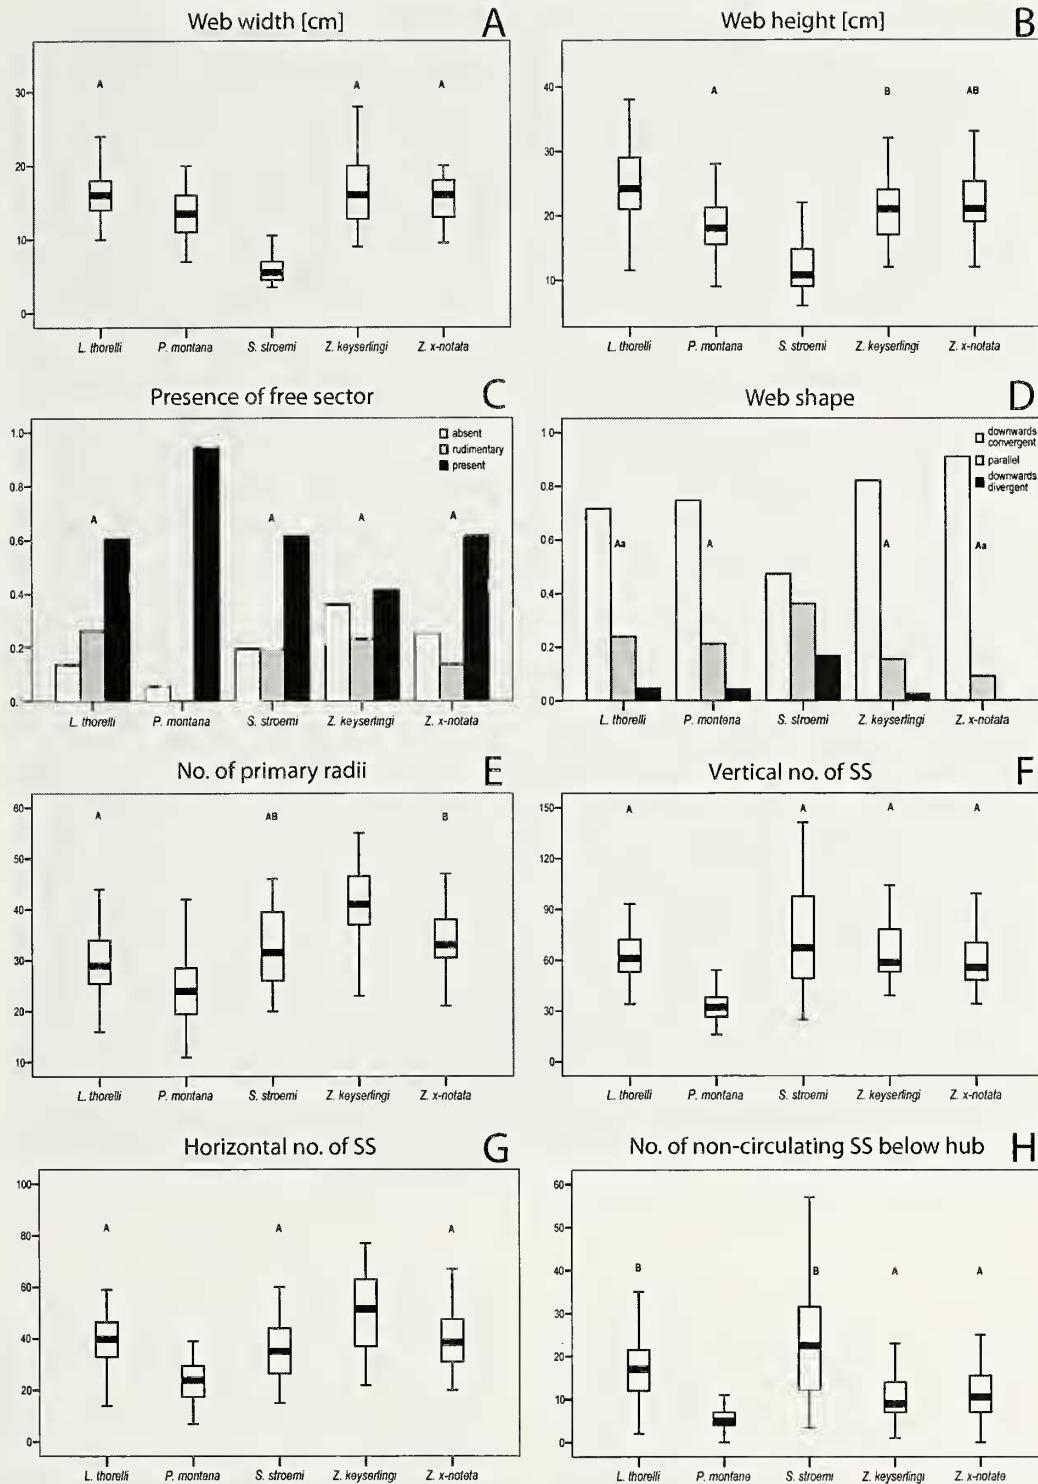 Web width [cm] A
30
20
10
0
A A A
L. thorelli P. montana S. stroemi Z. keyserlingi Z. x-notata
Web height [cm] B
40
30
20
10
A B AB
L. thorelli P. montana S. stroemi Z. keyserlingi Z. x-notata
Presence of free sector C
1.0
0.8
0.6
0.4
0.2
0.
absent
rudimentary
present
A A A A
L. thorelli P. montana S. stroemi Z. keyserlingi Z. x-notata
Web shape D
1.0
0.8
0.6
0.4
0.2
0.0
downwards
convergent
parallel
downwards
divergent
Aa A A Aa
L. thorelli P. montana S. stroemi Z. keyserlingi Z. x-notata
No. of primary radii E
60
50
40
30
20
10
A AB B
L. thorelli P. montana S. stroemi Z. keyserlingi Z. x-notata
Vertical no. of SS F
150
120
90
60
30
0
A A A A
L. thorelli P. montana S. stroemi Z. keyserlingi Z. x-notata
Horizontal no. of SS G
100
80
60
40
20
0
A A A
L. thorelli P. montana S. stroemi Z. keyserlingi Z. x-notata
No. of non-circulating SS below hub H
60
50
40
30
20
10
0
B B A A
L. thorelli P. montana S. stroemi Z. keyserlingi Z. x-notata